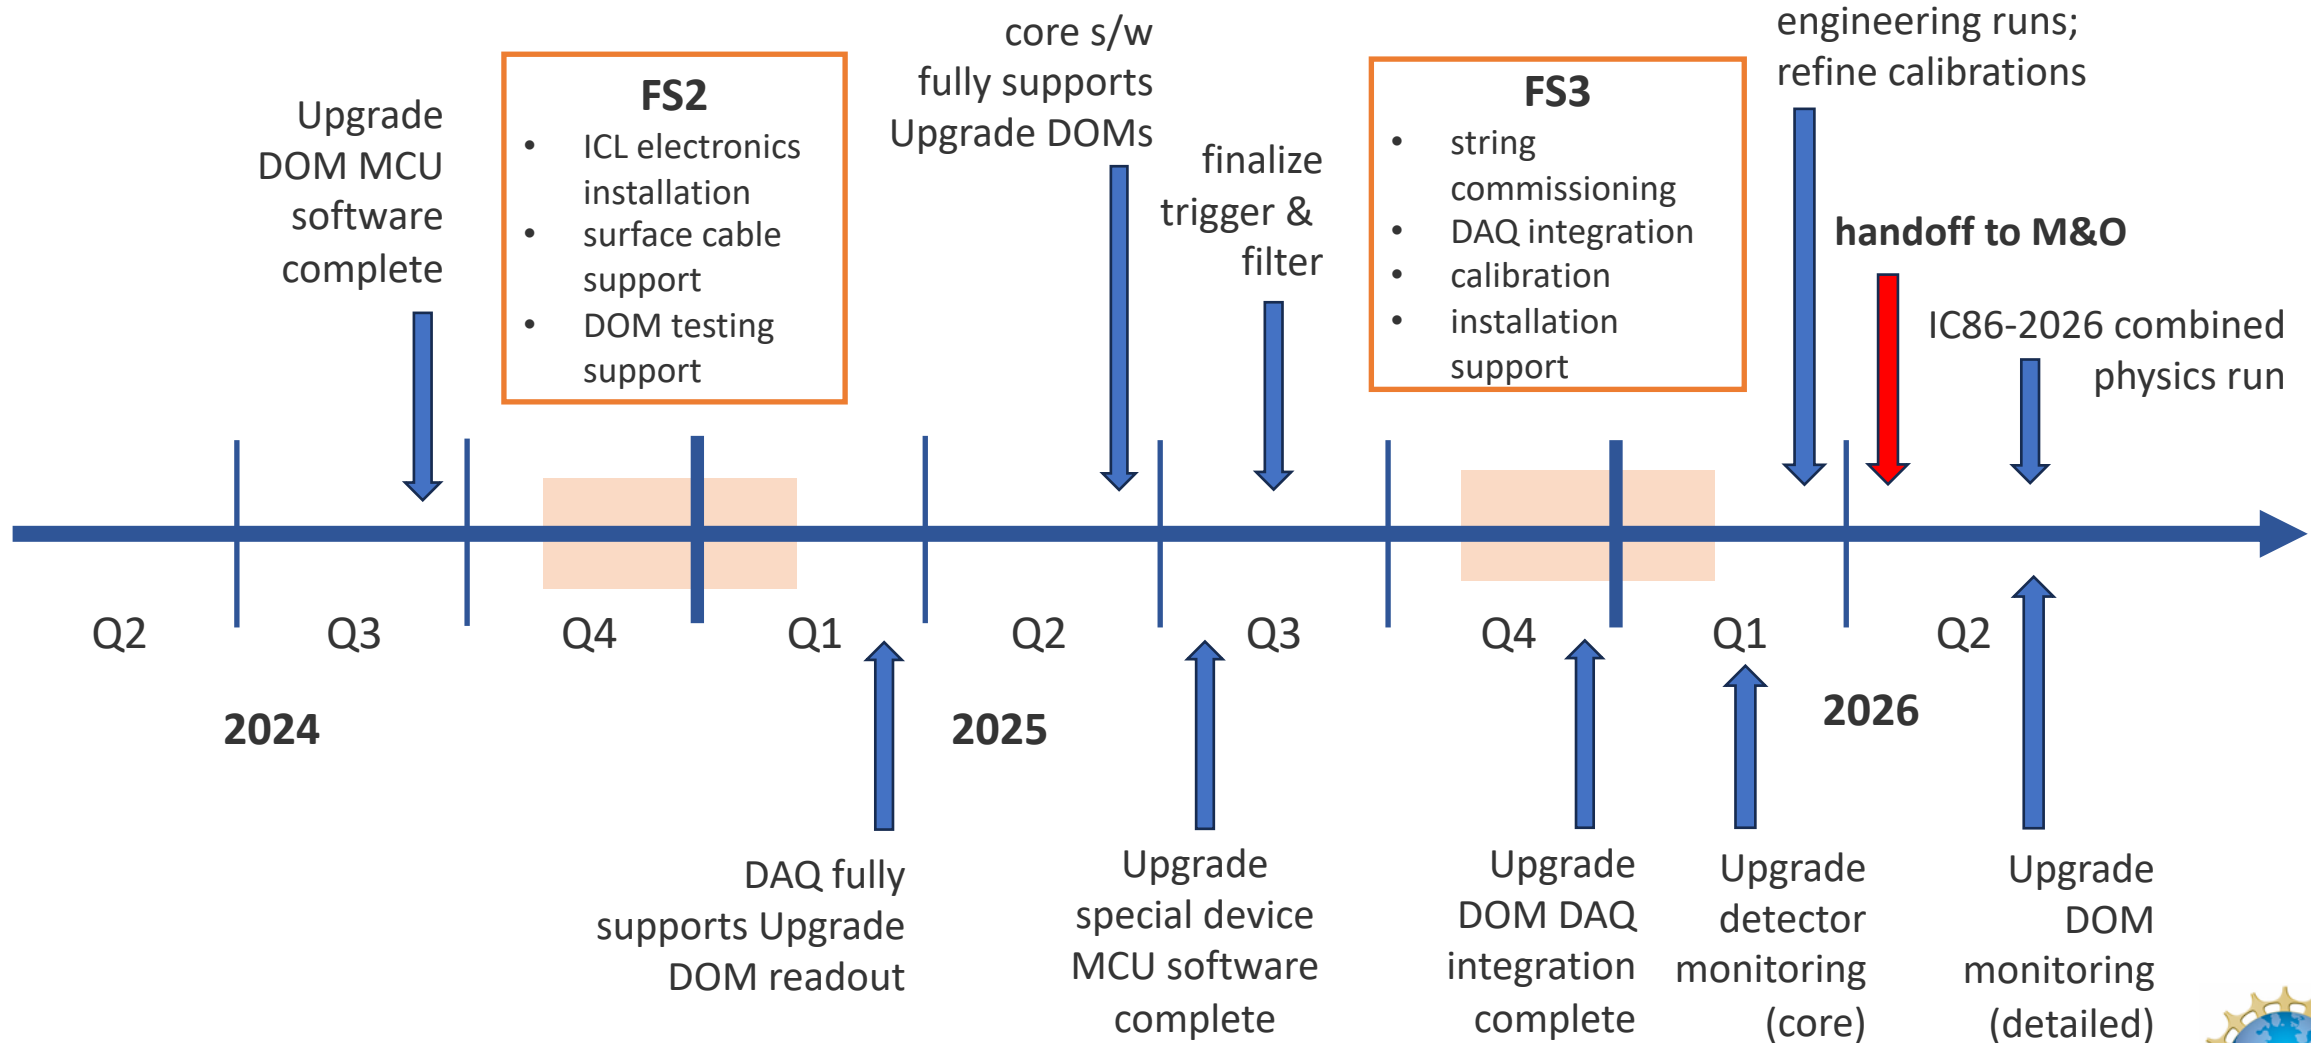 Upgrade
DOM MCU
software
complete
FS2
• ICL electronics
installation
• surface cable
support
• DOM testing
support
core s/w
fully supports
Upgrade DOMs
finalize
trigger &
filter
FS3
• string
commissioning
• DAQ integration
• calibration
• installation
support
engineering runs;
refine calibrations
handoff to M&O
IC86-2026 combined
physics run
Q2
Q3
Q4
Q1
Q2
Q3
Q4
Q1
Q2
2024
2025
2026
DAQ fully
supports Upgrade
DOM readout
Upgrade
special device
MCU software
complete
Upgrade
DOM DAQ
integration
complete
Upgrade
detector
monitoring
(core)
Upgrade
DOM
monitoring
(detailed)